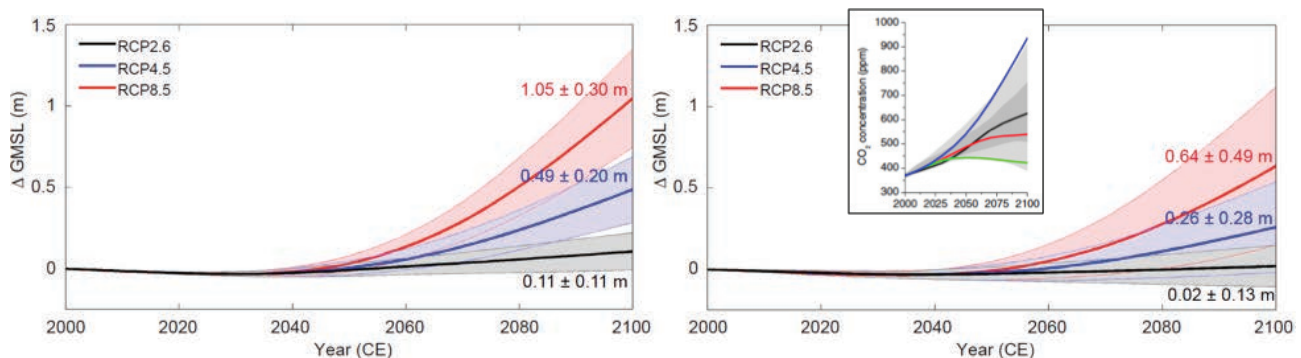 1.5
RCP2.6
RCP4.5
RCP8.5
1
0.5
0
Δ GMSL (m)
1.05 ± 0.30 m
0.49 ± 0.20 m
0.11 ± 0.11 m
2000 2020 2040 2060 2080 2100
Year (CE)
1.5
RCP2.6
RCP4.5
RCP8.5
1
0.5
0
Δ GMSL (m)
1000
900
800
700
600
500
400
300
CO2 concentration (ppm)
2000 2025 2050 2075 2100
0.64 ± 0.49 m
0.26 ± 0.28 m
0.02 ± 0.13 m
2000 2020 2040 2060 2080 2100
Year (CE)